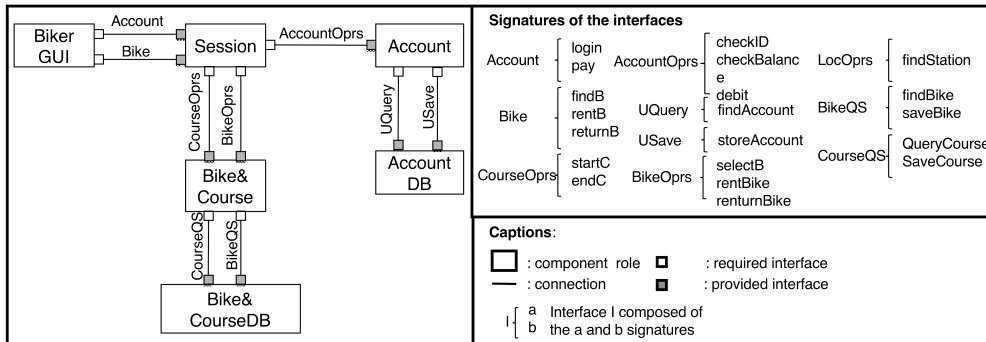 Biker
GUI
Account
Bike
Session
AccountOprs
Account
CourseOprs
BikeOprs
UQuery
USave
Bike&
Course
Account
DB
CourseQS
BikeQS
Bike&
CourseDB
Signatures of the interfaces
Account
login
pay
Bike
findB
rentB
returnB
CourseOprs
startC
endC
AccountOprs
checkID
checkBalanc
e
debit
UQuery
findAccount
USave
storeAccount
BikeOprs
selectB
rentBike
renturnBike
LocOprs
findStation
BikeQS
findBike
saveBike
CourseQS
QueryCourse
SaveCourse
Captions:
: component role
: required interface
: connection
: provided interface
I
a
b
Interface I composed of
the a and b signatures